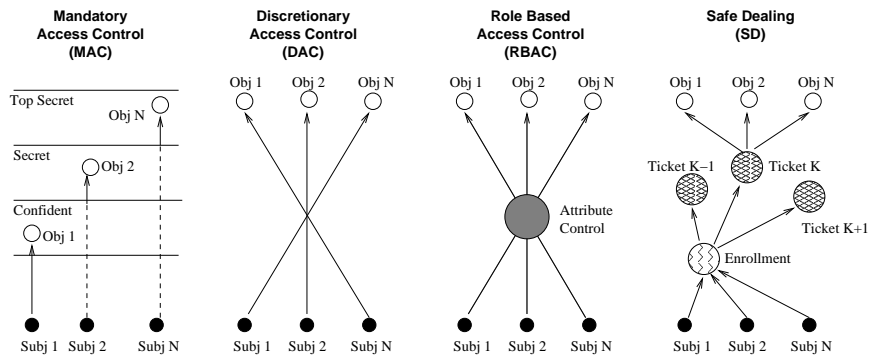 Mandatory
Access Control
(MAC)
Top Secret
Obj N
Secret
Obj 2
Confident
Obj 1
Subj 1 Subj 2 Subj N
Discretionary
Access Control
(DAC)
Obj 1 Obj 2 Obj N
Subj 1 Subj 2 Subj N
Role Based
Access Control
(RBAC)
Obj 1 Obj 2 Obj N
Attribute
Control
Subj 1 Subj 2 Subj N
Safe Dealing
(SD)
Obj 1 Obj 2 Obj N
Ticket K−1 Ticket K
Ticket K+1
Enrollment
Subj 1 Subj 2 Subj N